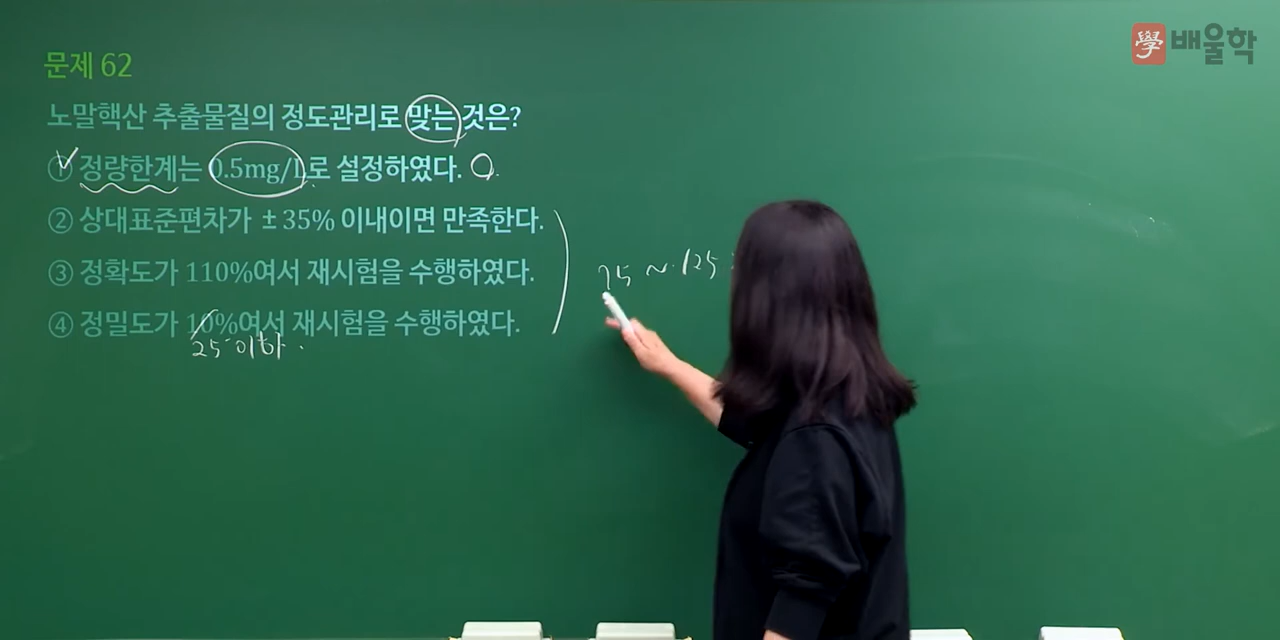 學 배울학
문제 62
노말핵산 추출물질의 정도관리로 맞는 것은?
① 정량한계는 0.5mg/L로 설정하였다.
② 상대표준편차가 ±35% 이내이면 만족한다.
③ 정확도가 110%여서 재시험을 수행하였다.
75 ~ 125
④ 정밀도가 10%여서 재시험을 수행하였다.
25 이하